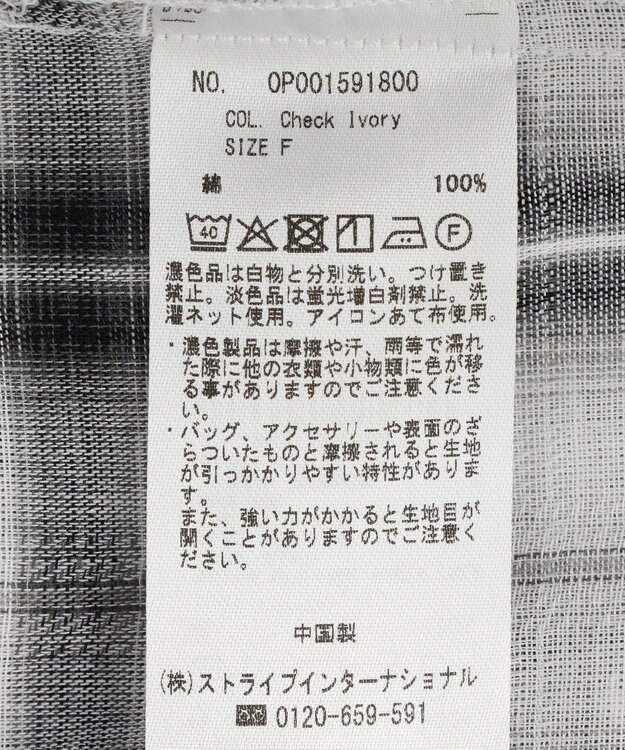 NO. OP001591800
COL. Check Ivory
SIZE F
綿 100%
40 F
濃色品は白物と分別洗い。つけ置き
禁止。淡色品は蛍光増白剤禁止。洗
濯ネット使用。アイロンあて布使用。
・濃色製品は摩擦や汗、雨等で濡れ
た際に他の衣類や小物類に色が移
る事がありますのでご注意くださ
い。
・バッグ、アクセサリーや表面のざ
らついたものと摩擦されると生地
が引っかかりやすい特性がありま
す。
また、強い力がかかると生地目が
開くことがありますのでご注意く
ださい。
中国製
(株)ストライプインターナショナル
0120-659-591